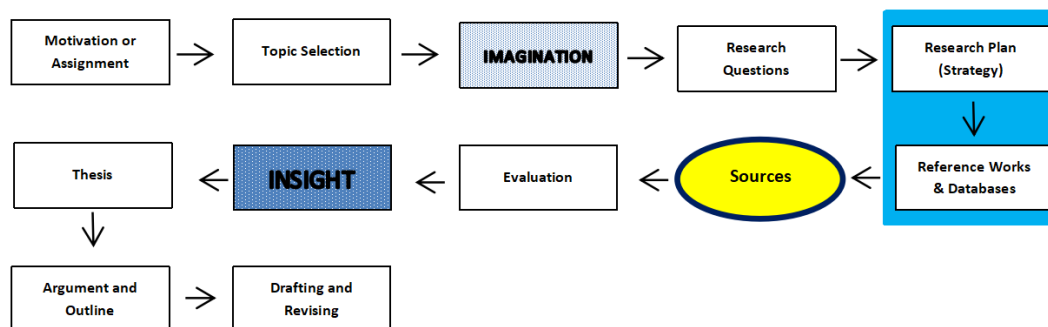 Motivation or
Assignment
Topic Selection
IMAGINATION
Research
Questions
Research Plan
(Strategy)
Reference Works
& Databases
Sources
Evaluation
INSIGHT
Thesis
Argument and
Outline
Drafting and
Revising